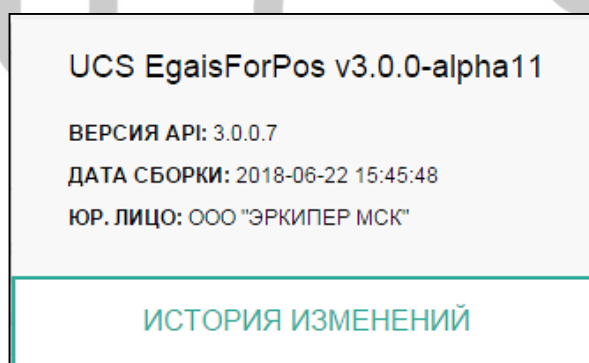 UCS EgaisForPos v3.0.0-alpha11
ВЕРСИЯ API: 3.0.0.7
ДАТА СБОРКИ: 2018-06-22 15:45:48
ЮР. ЛИЦО: ООО "ЭРКИПЕР МСК"
ИСТОРИЯ ИЗМЕНЕНИЙ